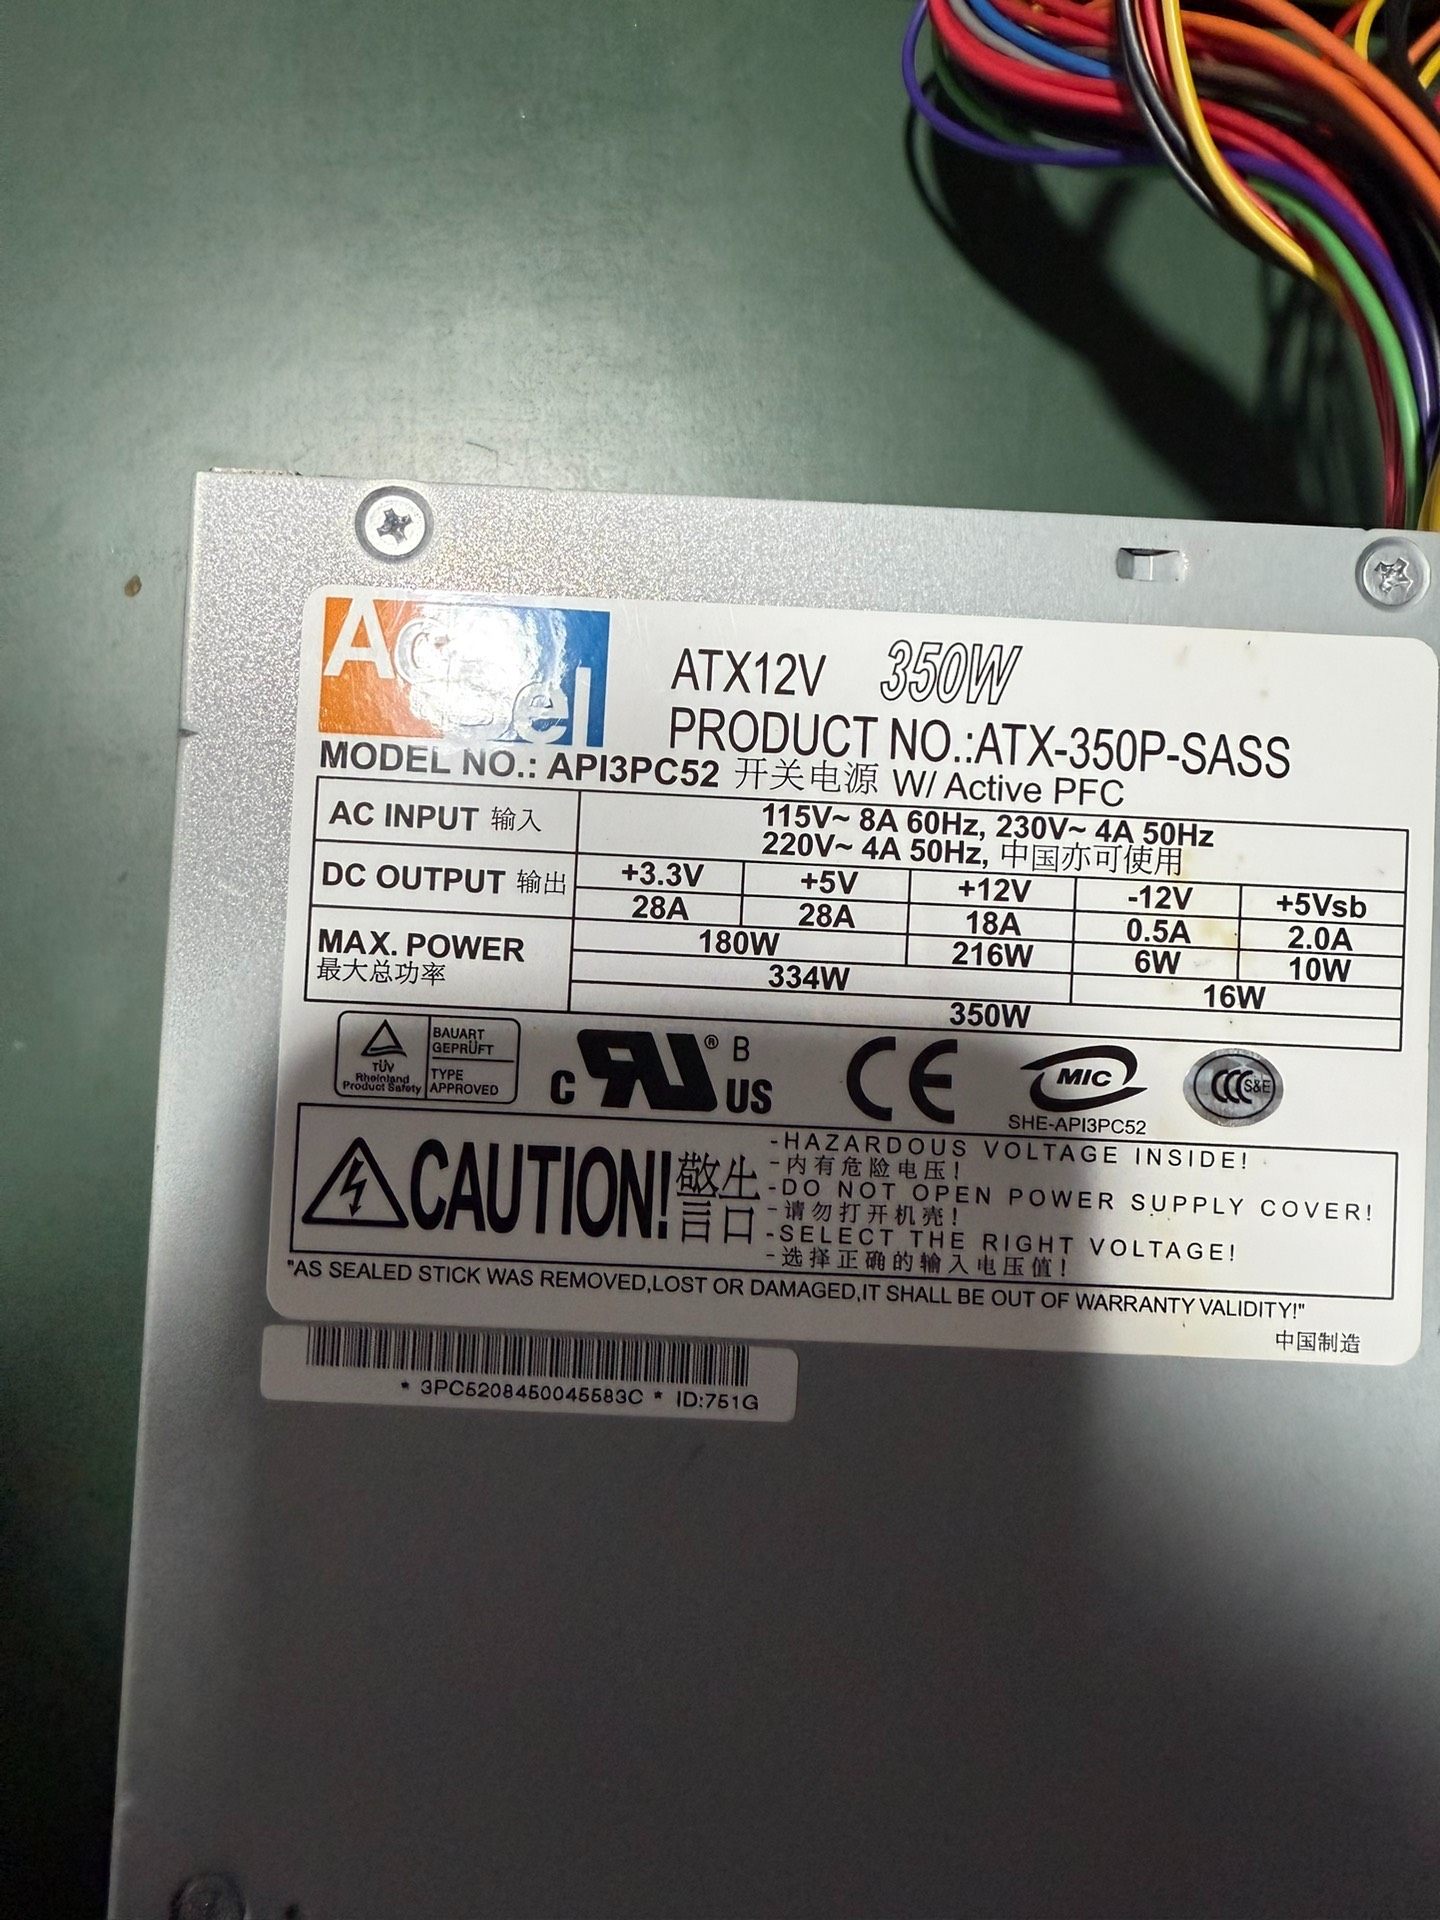 AcBel
ATX12V 350W
PRODUCT NO.:ATX-350P-SASS
MODEL NO.: API3PC52 开关电源 W/ Active PFC
AC INPUT 输入
115V~ 8A 60Hz, 230V~ 4A 50Hz
220V~ 4A 50Hz, 中国亦可使用
DC OUTPUT 输出
+3.3V +5V +12V -12V +5Vsb
28A 28A 18A 0.5A 2.0A
MAX. POWER
最大总功率
180W 216W 6W 10W
334W 16W
350W
TÜV
Rheinland
Product Safety
BAUART
GEPRÜFT
TYPE
APPROVED
C RU ® US
B
CE
MIC
SHE-API3PC52
CCC S&E
CAUTION! 警告
-HAZARDOUS VOLTAGE INSIDE!
-内有危险电压!
-DO NOT OPEN POWER SUPPLY COVER!
-请勿打开机壳!
-SELECT THE RIGHT VOLTAGE!
-选择正确的输入电压值!
"AS SEALED STICK WAS REMOVED,LOST OR DAMAGED,IT SHALL BE OUT OF WARRANTY VALIDITY!"
中国制造
* 3PC5208450045583C * ID:751G